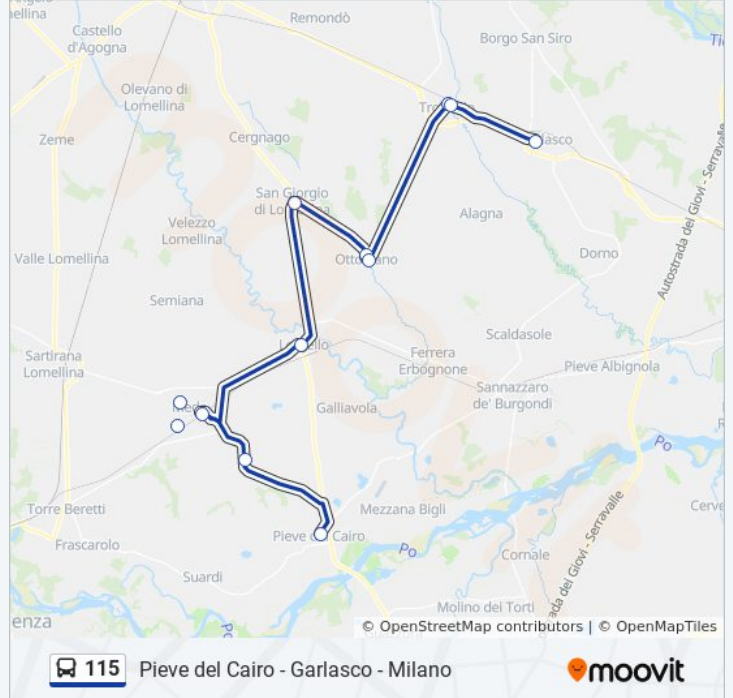 mellina
Remondò
Castello
d'Agogna
Borgo San Siro
Olevano di
Lomellina
Zeme
Cergnago
San Giorgio
Alagna
Velezzo
Lomellina
Valle Lomellina
Dorno
Autostrada dei Giovi - Serravalle
Semiana
Scaldasole
Sartirana
Lomellina
Ferrera
Erbognone
Pieve Albignola
Sannazzaro
de' Burgondi
Galliavola
Po
Torre Beretti
Mezzana Bigli
Frascarolo
Pieve
Cairo
Po
Cornale
Suardi
Molino dei Torti
Po
© OpenStreetMap contributors | © OpenMapTiles
115 Pieve del Cairo - Garlasco - Milano
moovit